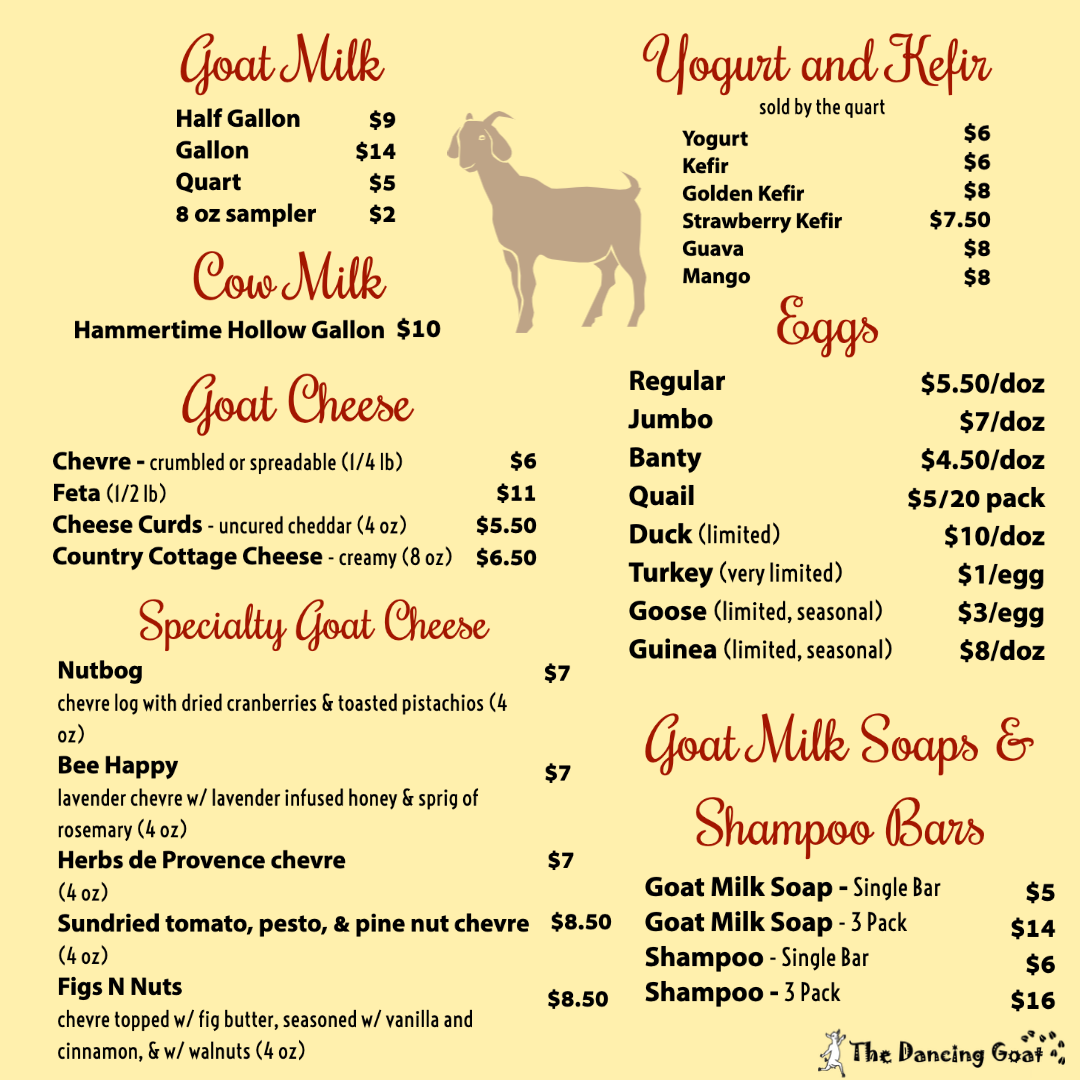 Goat Milk
Half Gallon $9
Gallon $14
Quart $5
8 oz sampler $2
Cow Milk
Hammertime Hollow Gallon $10
Goat Cheese
Chevre - crumbled or spreadable (1/4 lb) $6
Feta (1/2 lb) $11
Cheese Curds - uncured cheddar (4 oz) $5.50
Country Cottage Cheese - creamy (8 oz) $6.50
Specialty Goat Cheese
Nutbog $7
chevre log with dried cranberries & toasted pistachios (4
oz)
Bee Happy $7
lavender chevre w/ lavender infused honey & sprig of
rosemary (4 oz)
Herbs de Provence chevre $7
(4 oz)
Sundried tomato, pesto, & pine nut chevre $8.50
(4 oz)
Figs N Nuts $8.50
chevre topped w/ fig butter, seasoned w/ vanilla and
cinnamon, & w/ walnuts (4 oz)
Yogurt and Kefir
sold by the quart
Yogurt $6
Kefir $6
Golden Kefir $8
Strawberry Kefir $7.50
Guava $8
Mango $8
Eggs
Regular $5.50/doz
Jumbo $7/doz
Banty $4.50/doz
Quail $5/20 pack
Duck (limited) $10/doz
Turkey (very limited) $1/egg
Goose (limited, seasonal) $3/egg
Guinea (limited, seasonal) $8/doz
Goat Milk Soaps &
Shampoo Bars
Goat Milk Soap - Single Bar $5
Goat Milk Soap - 3 Pack $14
Shampoo - Single Bar $6
Shampoo - 3 Pack $16
The Dancing Goat